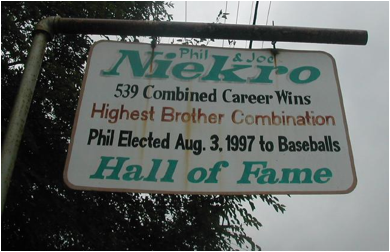 Phil & Joe
Niekro
539 Combined Career Wins
Highest Brother Combination
Phil Elected Aug. 3, 1997 to Baseballs
Hall of Fame